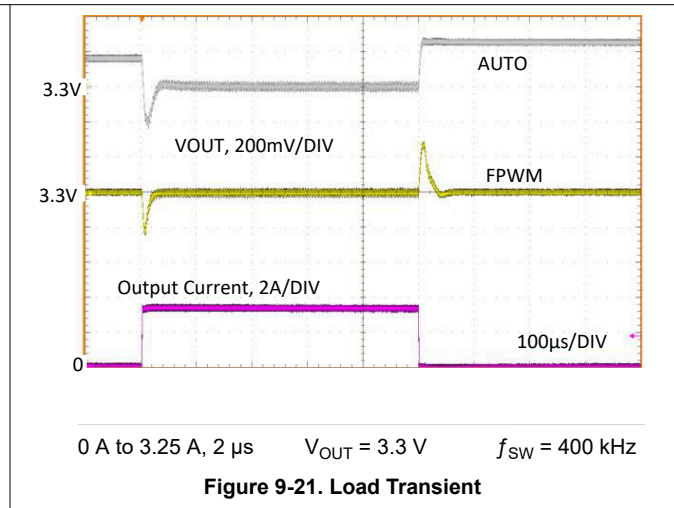 AUTO
3.3V
VOUT, 200mV/DIV
FPWM
3.3V
Output Current, 2A/DIV
100µs/DIV
0
0 A to 3.25 A, 2 µs VOUT = 3.3 V ƒSW = 400 kHz
Figure 9-21. Load Transient